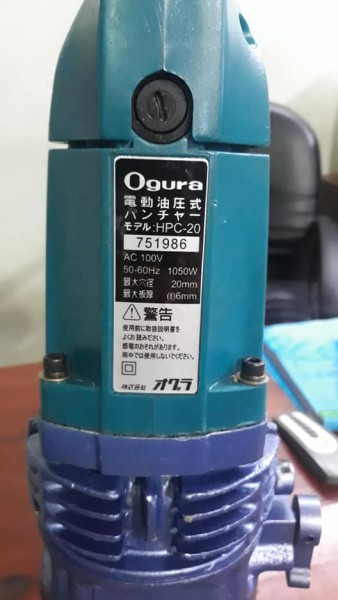 Ogura
電動油圧式
パンチャー
モデル:HPC-20
751986
AC 100V
50-60Hz 1050W
最大穴径 20mm
最大板厚 (t)6mm
⚠警告
使用前に取扱説明書を
よくお読みください。
感電のおそれがあります。
雨中では使用しないでください。
株式会社 オグラ